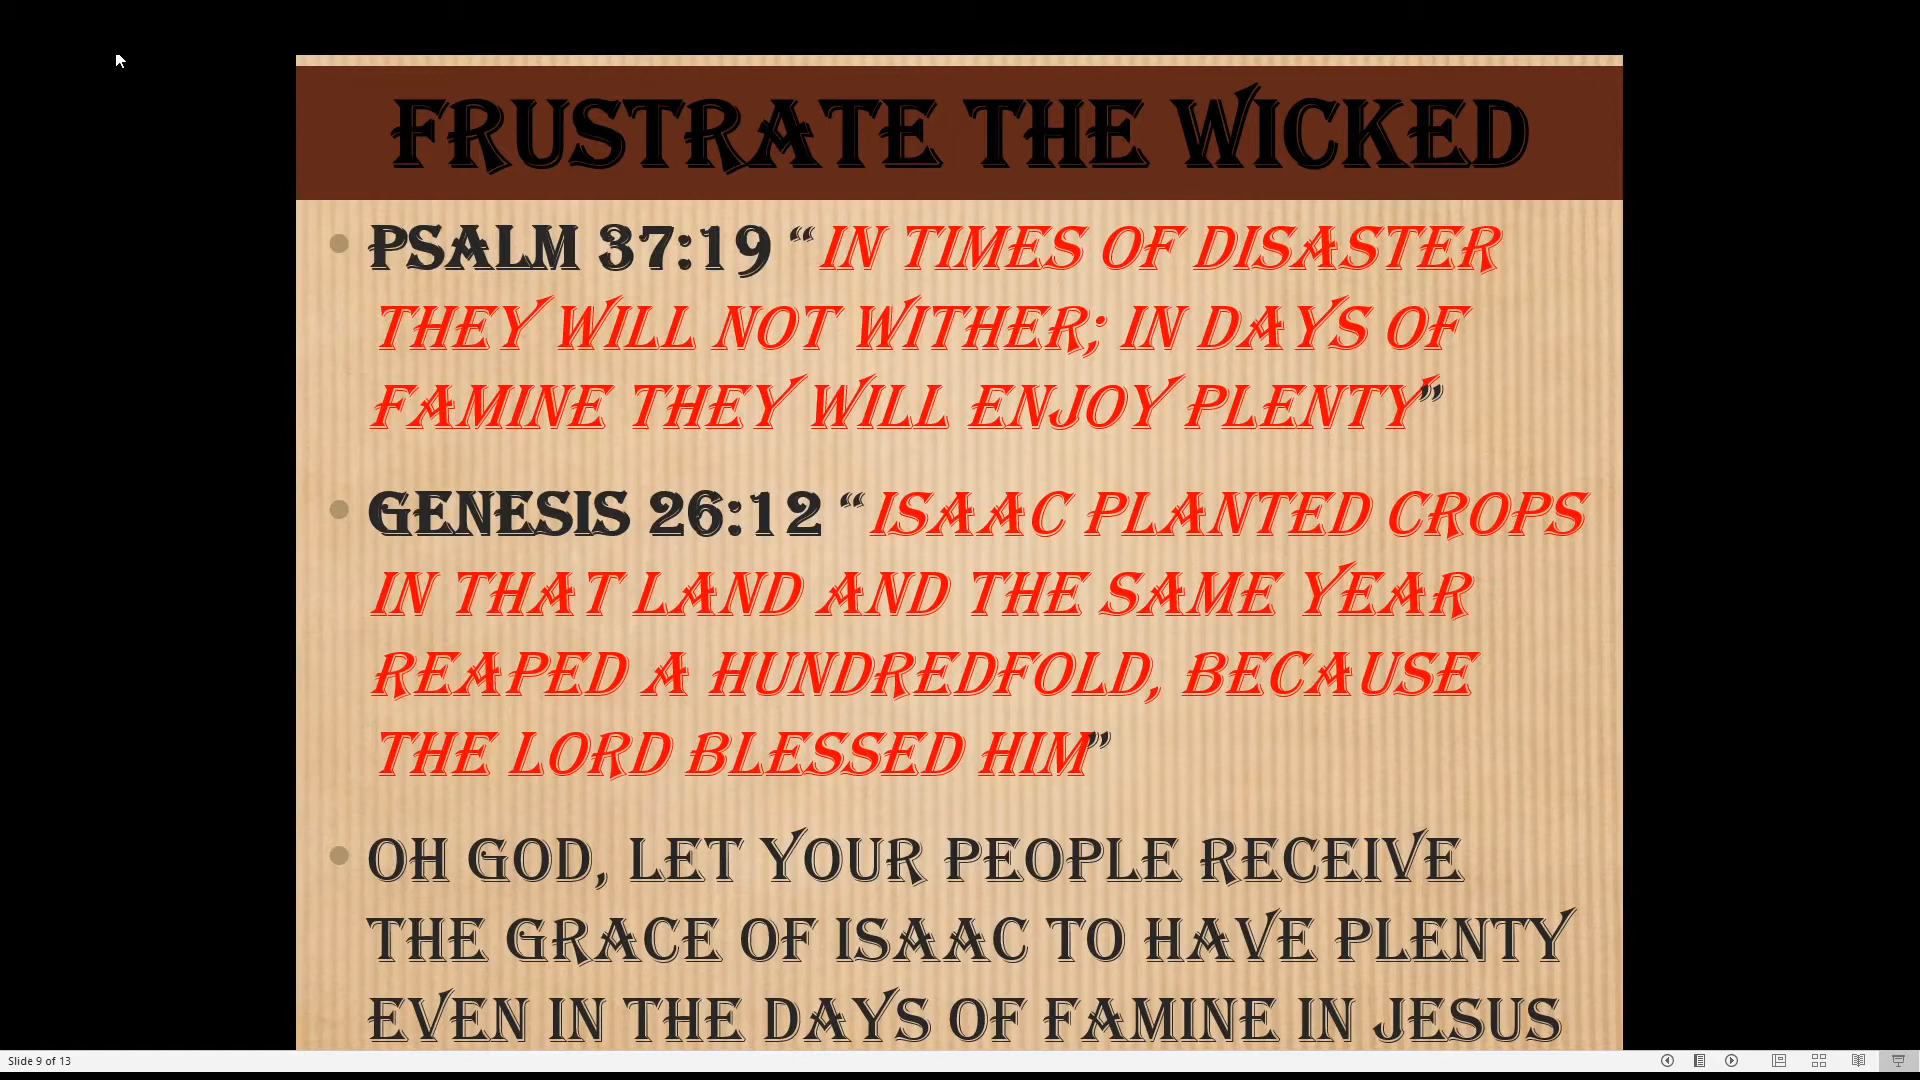 FRUSTRATE THE WICKED
PSALM 37:19 “IN TIMES OF DISASTER
THEY WILL NOT WITHER; IN DAYS OF
FAMINE THEY WILL ENJOY PLENTY”
GENESIS 26:12 “ISAAC PLANTED CROPS
IN THAT LAND AND THE SAME YEAR
REAPED A HUNDREDFOLD, BECAUSE
THE LORD BLESSED HIM”
OH GOD, LET YOUR PEOPLE RECEIVE
THE GRACE OF ISAAC TO HAVE PLENTY
EVEN IN THE DAYS OF FAMINE IN JESUS
Slide 9 of 13